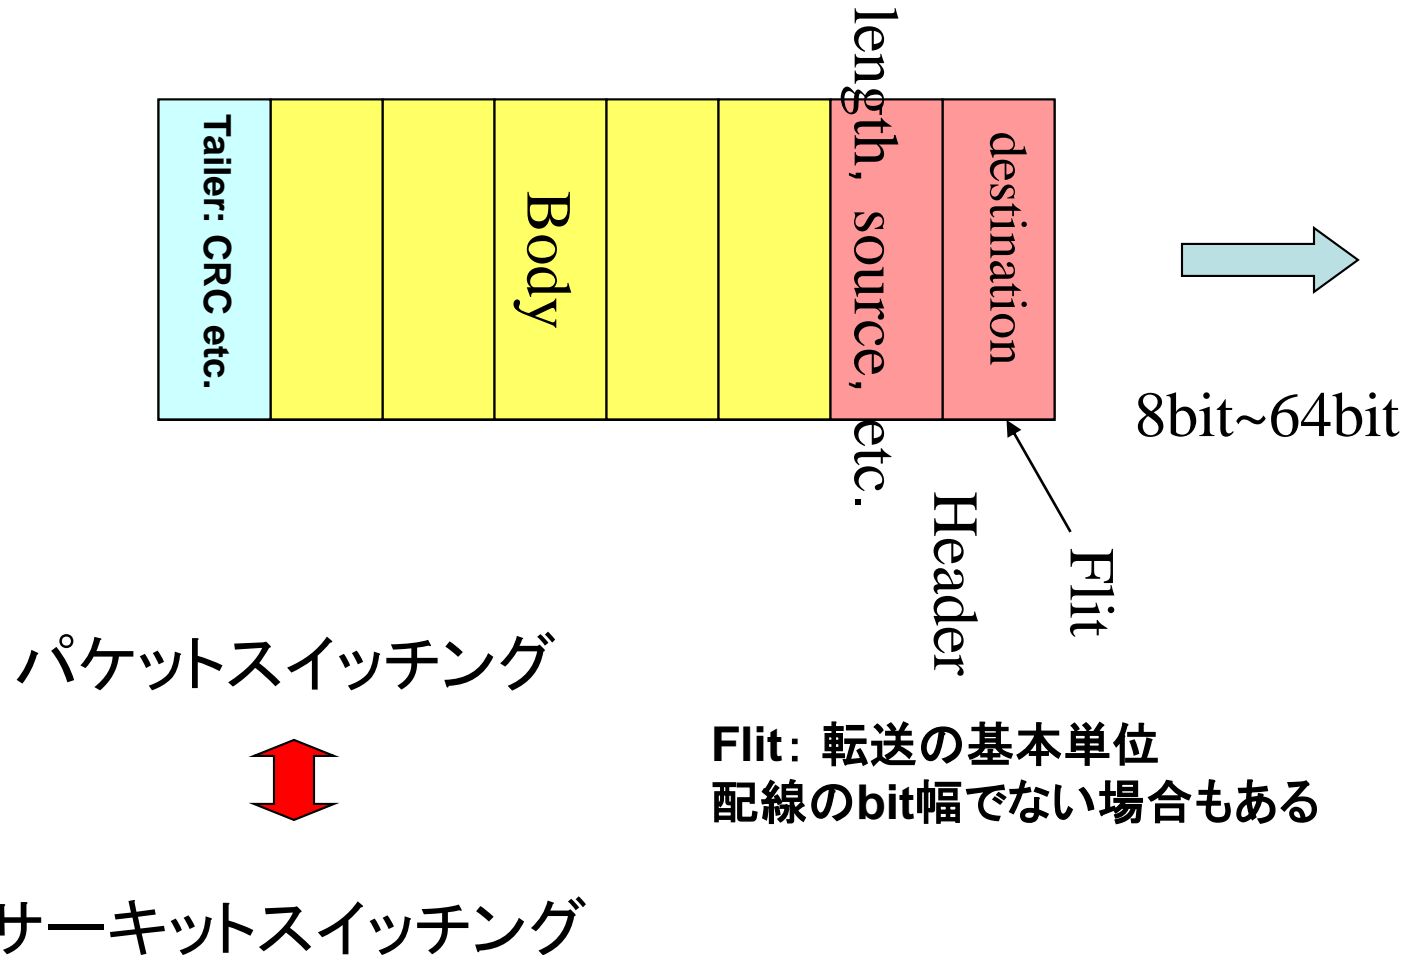 length, source, etc.
Tailer: CRC etc.
Body
destination
8bit~64bit
Header
Flit
パケットスイッチング
Flit： 転送の基本単位
配線のbit幅でない場合もある
サーキットスイッチング